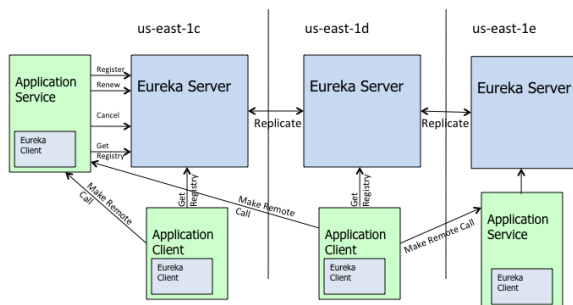 us-east-1c
us-east-1d
us-east-1e
Application
Service
Eureka
Client
Register
Renew
Cancel
Get
Registry
Eureka Server
Eureka Server
Eureka Server
Replicate
Replicate
Make Remote
Call
Get
Registry
Make Remote
Call
Get
Registry
Make Remote Call
Application
Client
Eureka
Client
Application
Client
Eureka
Client
Application
Service
Eureka
Client